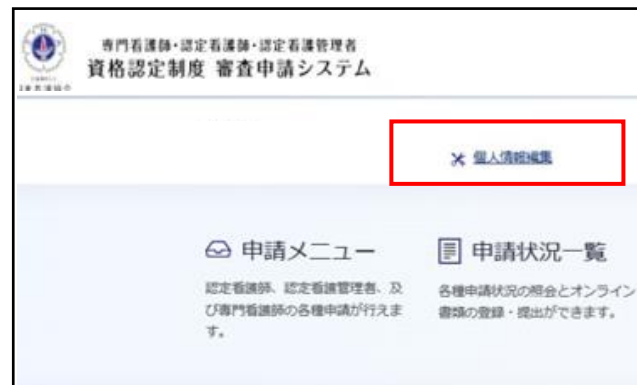 専門看護師・認定看護師・認定看護管理者
資格認定制度 審査申請システム
個人情報編集
申請メニュー
認定看護師、認定看護管理者、及
び専門看護師の各種申請が行えま
す。
申請状況一覧
各種申請状況の照会とオンライン
書類の登録・提出ができます。